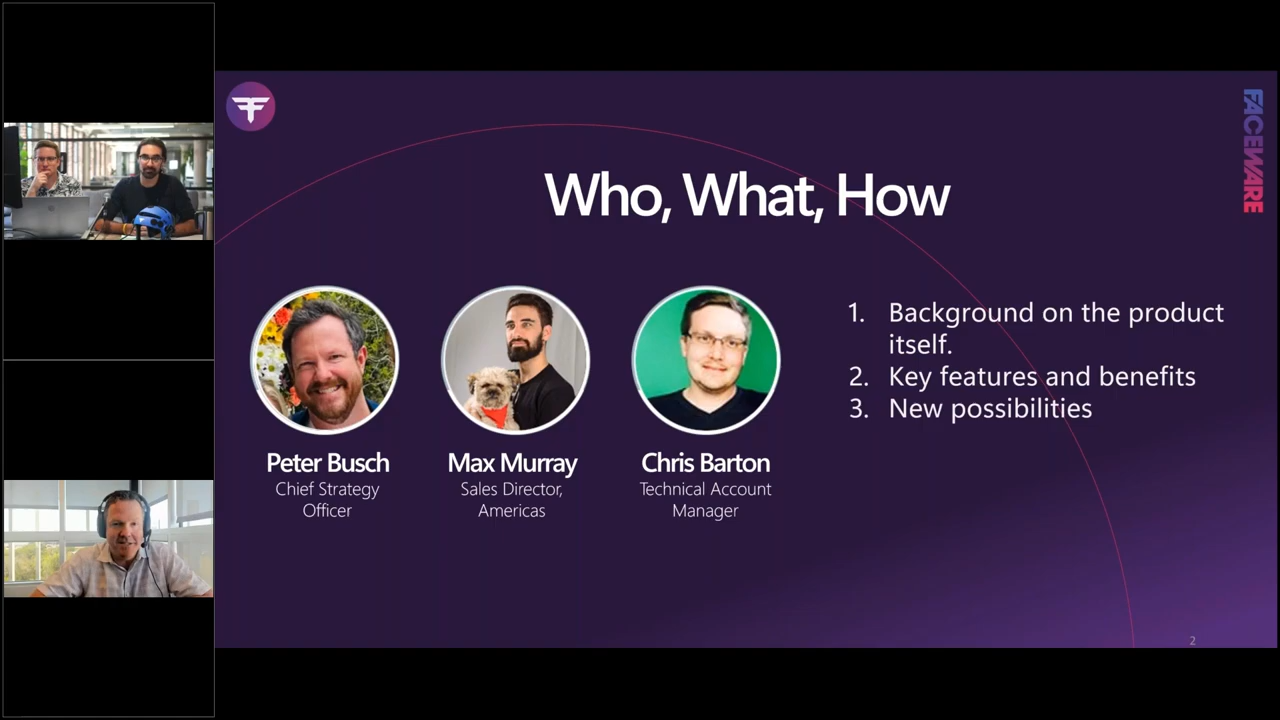 FACEWARE
Who, What, How
Peter Busch
Chief Strategy
Officer
Max Murray
Sales Director,
Americas
Chris Barton
Technical Account
Manager
1. Background on the product
itself.
2. Key features and benefits
3. New possibilities
2